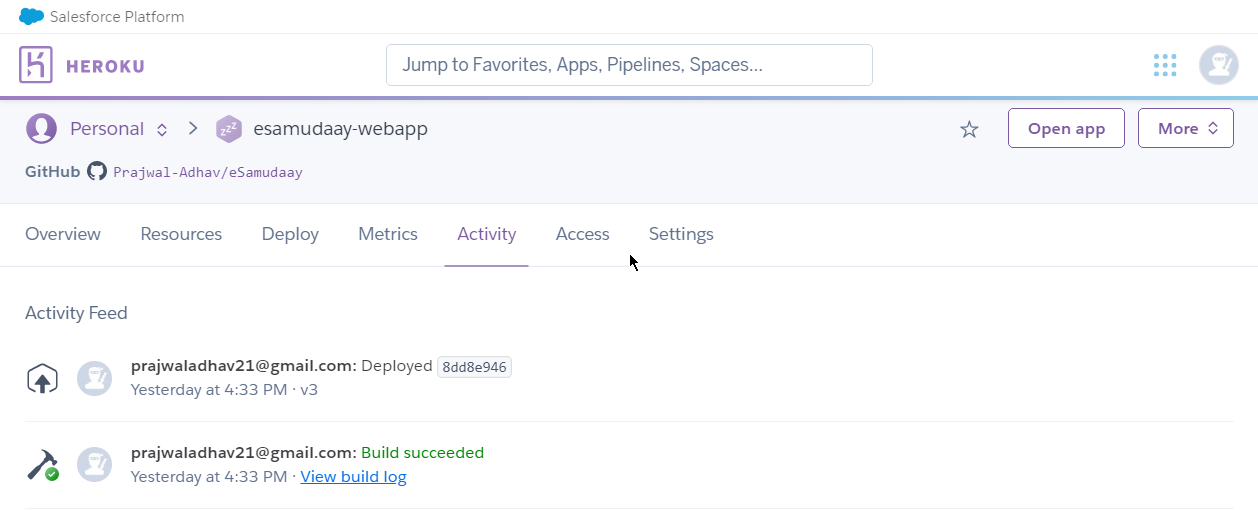 Salesforce Platform
HEROKU
Jump to Favorites, Apps, Pipelines, Spaces...
Personal
zzz
esamudaay-webapp
Open app
More
GitHub Prajwal-Adhav/eSamudaay
Overview Resources Deploy Metrics Activity Access Settings
Activity Feed
prajwaladhav21@gmail.com: Deployed 8dd8e946
Yesterday at 4:33 PM · v3
prajwaladhav21@gmail.com: Build succeeded
Yesterday at 4:33 PM · View build log